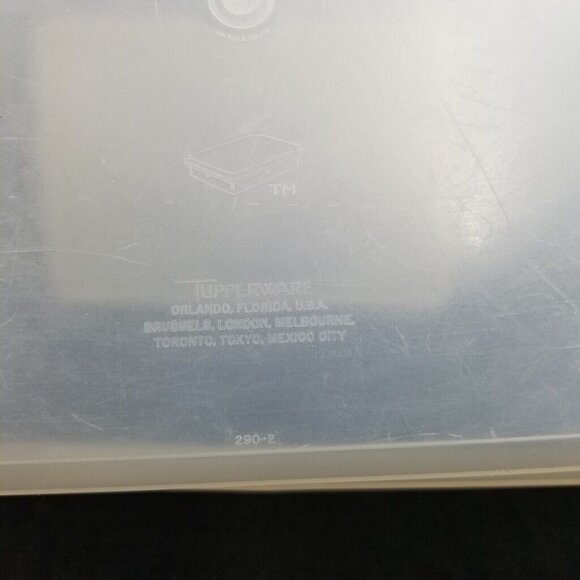 TM
TUPPERWARE
ORLANDO, FLORIDA, U.S.A.
BRUSSELS, LONDON, MELBOURNE,
TORONTO, TOKYO, MEXICO CITY
290-2